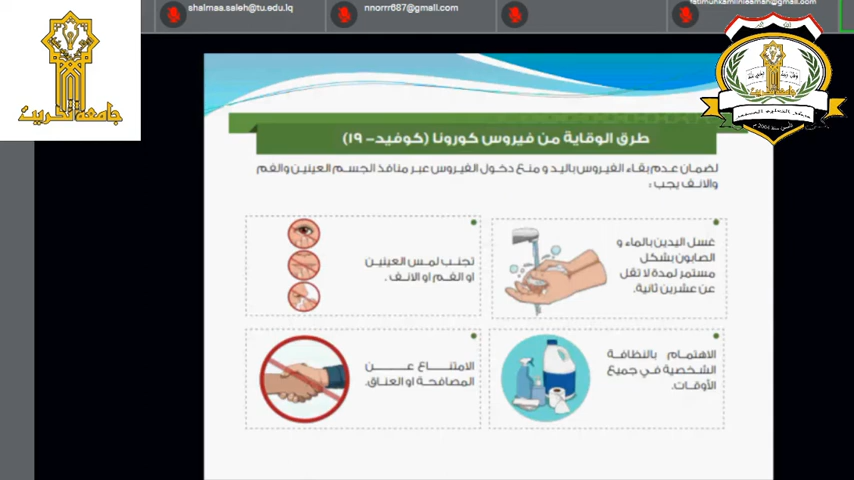 shalmaa.saleh@tu.edu.iq
nnorrr687@gmail.com
جامعة تكريت
طرق الوقاية من فيروس كورونا (كوفيد-١٩)
لضمان عدم بقاء الفيروس باليد و منع دخول الفيروس عبر منافذ الجسم العينين والفم
والانف يجب :
غسل اليدين بالماء و
الصابون بشكل
مستمر لمدة لا تقل
عن عشرين ثانية.
تجنب لمس العينين
او الفم او الانف .
الاهتمام بالنظافة
الشخصية في جميع
الأوقات.
الامتناع عن
المصافحة او العناق.